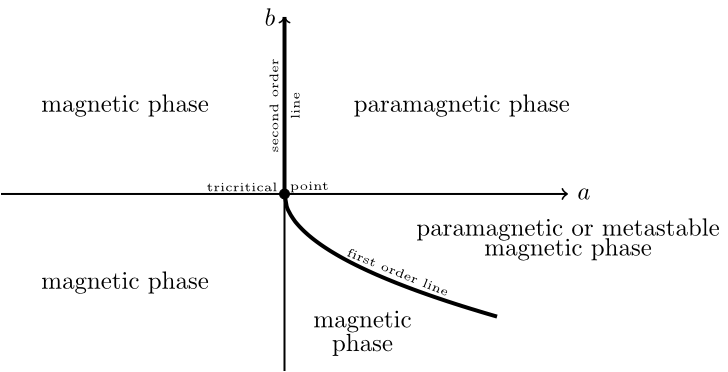 b
second order
line
magnetic phase
paramagnetic phase
tricritical point
a
paramagnetic or metastable
magnetic phase
first order line
magnetic phase
magnetic
phase